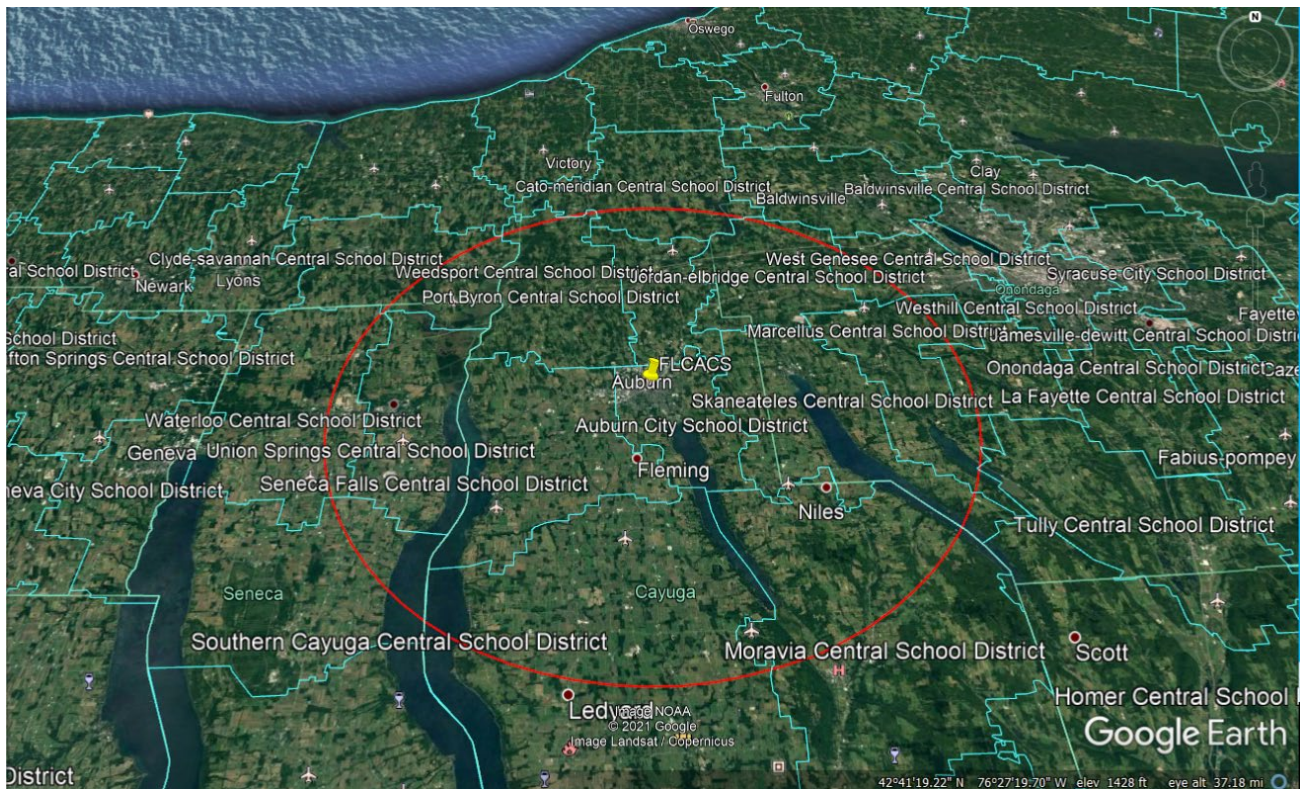 N
Oswego
Fulton
Victory
Clay
Cato-meridian Central School District
Baldwinsville Central School District
Baldwinsville
Clyde-savannah Central School District
West Genesee Central School District
ral School District
Weedsport Central School District
Jordan-elbridge Central School District
Syracuse City School District
Newark
Lyons
Onondaga
Port Byron Central School District
Westhill Central School District
Fayette
Marcellus Central School District
Jamesville-dewitt Central School Distri
School District
fton Springs Central School District
FLCACS
Onondaga Central School District
Caze
Auburn
Skaneateles Central School District
La Fayette Central School District
Waterloo Central School District
Auburn City School District
Geneva
Union Springs Central School District
Fabius-pompey
Fleming
neva City School District
Seneca Falls Central School District
Niles
Tully Central School District
Seneca
Cayuga
Southern Cayuga Central School District
Moravia Central School District
Scott
H
Homer Central School
Ledyard
Image NOAA
© 2021 Google
Image Landsat / Copernicus
Google Earth
District
42°41'19.22" N 76°27'19.70" W elev 1428 ft eye alt 37.18 mi